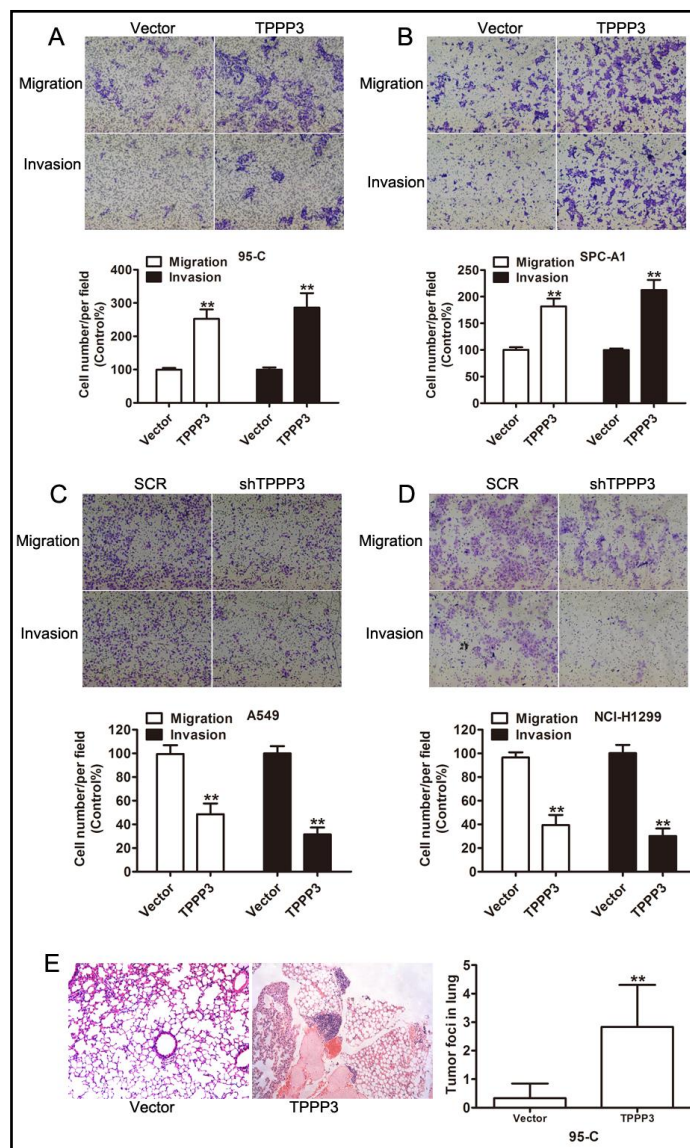 A
Vector TPPP3
Migration
Invasion
95-C
Migration
Invasion
Cell number/per field
(Control%)
400
300
200
100
0
**
**
Vector
TPPP3
Vector
TPPP3
B
Vector TPPP3
Migration
Invasion
SPC-A1
Migration
Invasion
Cell number/per field
(Control%)
250
200
150
100
50
0
**
**
Vector
TPPP3
Vector
TPPP3
C
SCR shTPPP3
Migration
Invasion
A549
Migration
Invasion
Cell number/per field
(Control%)
120
100
80
60
40
20
0
**
**
Vector
TPPP3
Vector
TPPP3
D
SCR shTPPP3
Migration
Invasion
NCI-H1299
Migration
Invasion
Cell number/per field
(Control%)
120
100
80
60
40
20
0
**
**
Vector
TPPP3
Vector
TPPP3
E
Vector TPPP3
Tumor foci in lung
5
4
3
2
1
0
**
Vector TPPP3
95-C